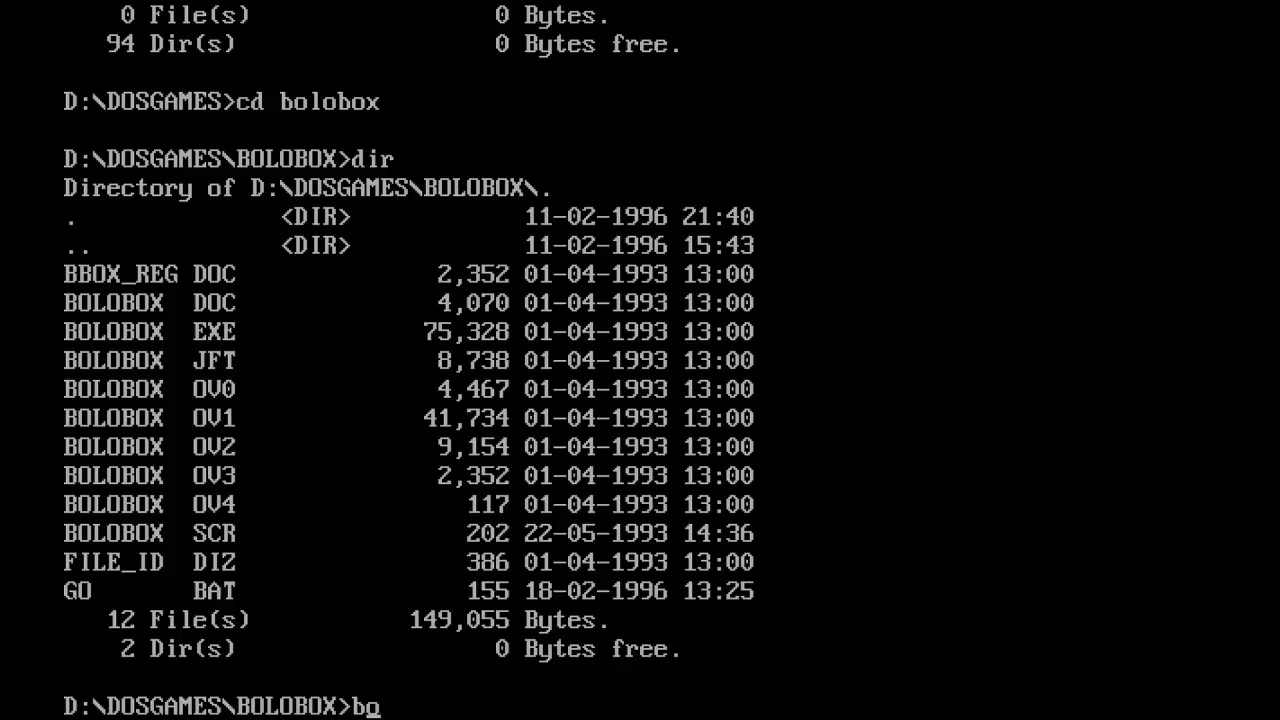 0 File(s) 0 Bytes.
94 Dir(s) 0 Bytes free.
D:\DOSGAMES>cd bolobox
D:\DOSGAMES\BOLOBOX>dir
Directory of D:\DOSGAMES\BOLOBOX\.
. <DIR> 11-02-1996 21:40
.. <DIR> 11-02-1996 15:43
BBOX_REG DOC 2,352 01-04-1993 13:00
BOLOBOX DOC 4,070 01-04-1993 13:00
BOLOBOX EXE 75,328 01-04-1993 13:00
BOLOBOX JFT 8,738 01-04-1993 13:00
BOLOBOX OV0 4,467 01-04-1993 13:00
BOLOBOX OV1 41,734 01-04-1993 13:00
BOLOBOX OV2 9,154 01-04-1993 13:00
BOLOBOX OV3 2,352 01-04-1993 13:00
BOLOBOX OV4 117 01-04-1993 13:00
BOLOBOX SCR 202 22-05-1993 14:36
FILE_ID DIZ 386 01-04-1993 13:00
GO BAT 155 18-02-1996 13:25
12 File(s) 149,055 Bytes.
2 Dir(s) 0 Bytes free.
D:\DOSGAMES\BOLOBOX>bo